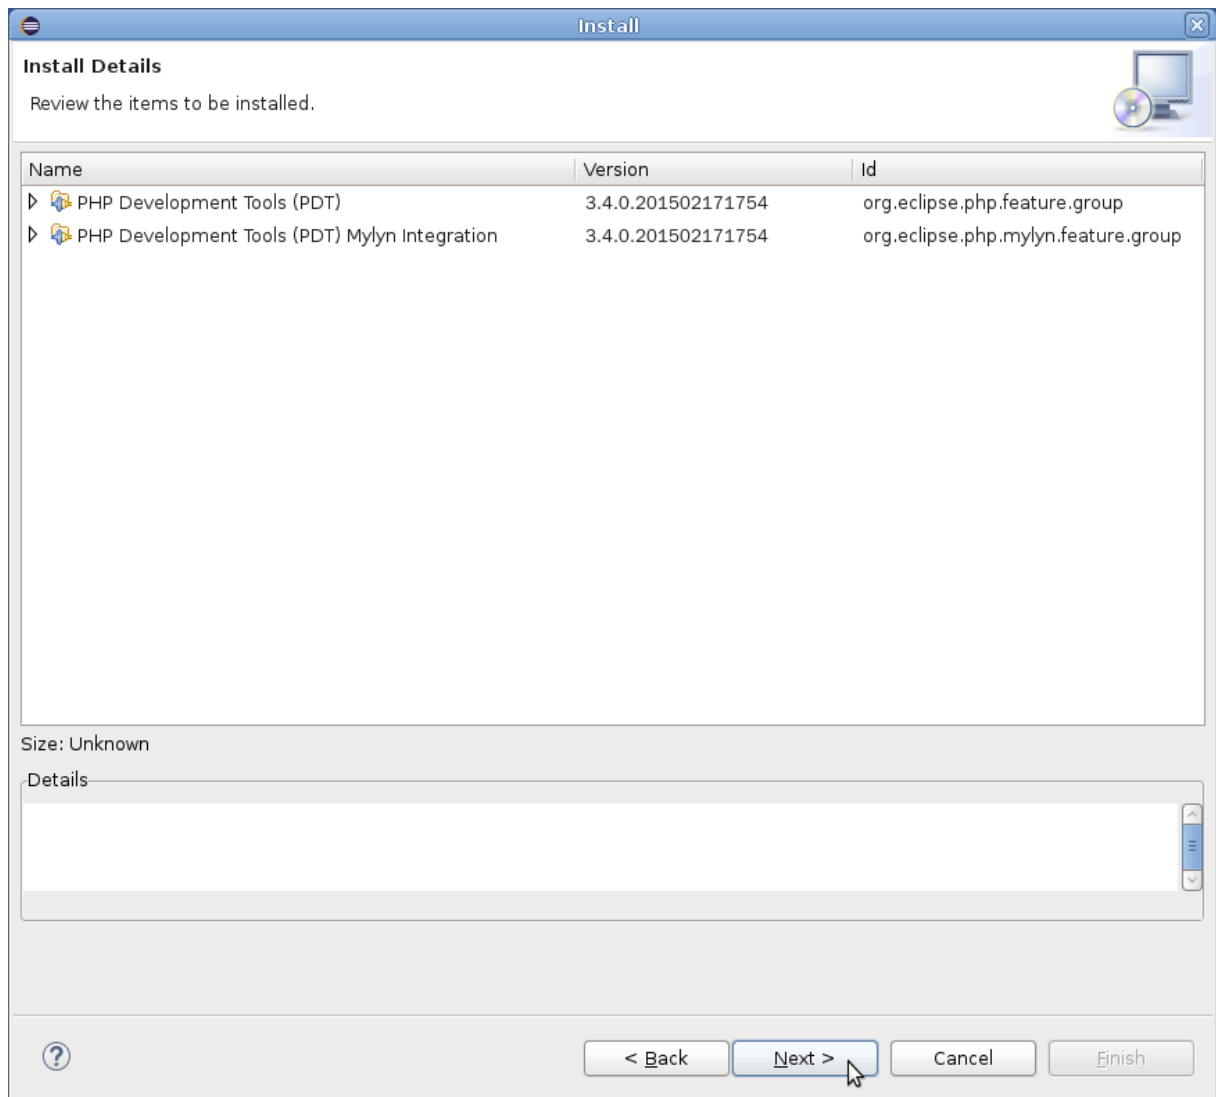 Install
Install Details
Review the items to be installed.
Name Version Id
PHP Development Tools (PDT) 3.4.0.201502171754 org.eclipse.php.feature.group
PHP Development Tools (PDT) Mylyn Integration 3.4.0.201502171754 org.eclipse.php.mylyn.feature.group
Size: Unknown
Details
? < Back Next > Cancel Finish